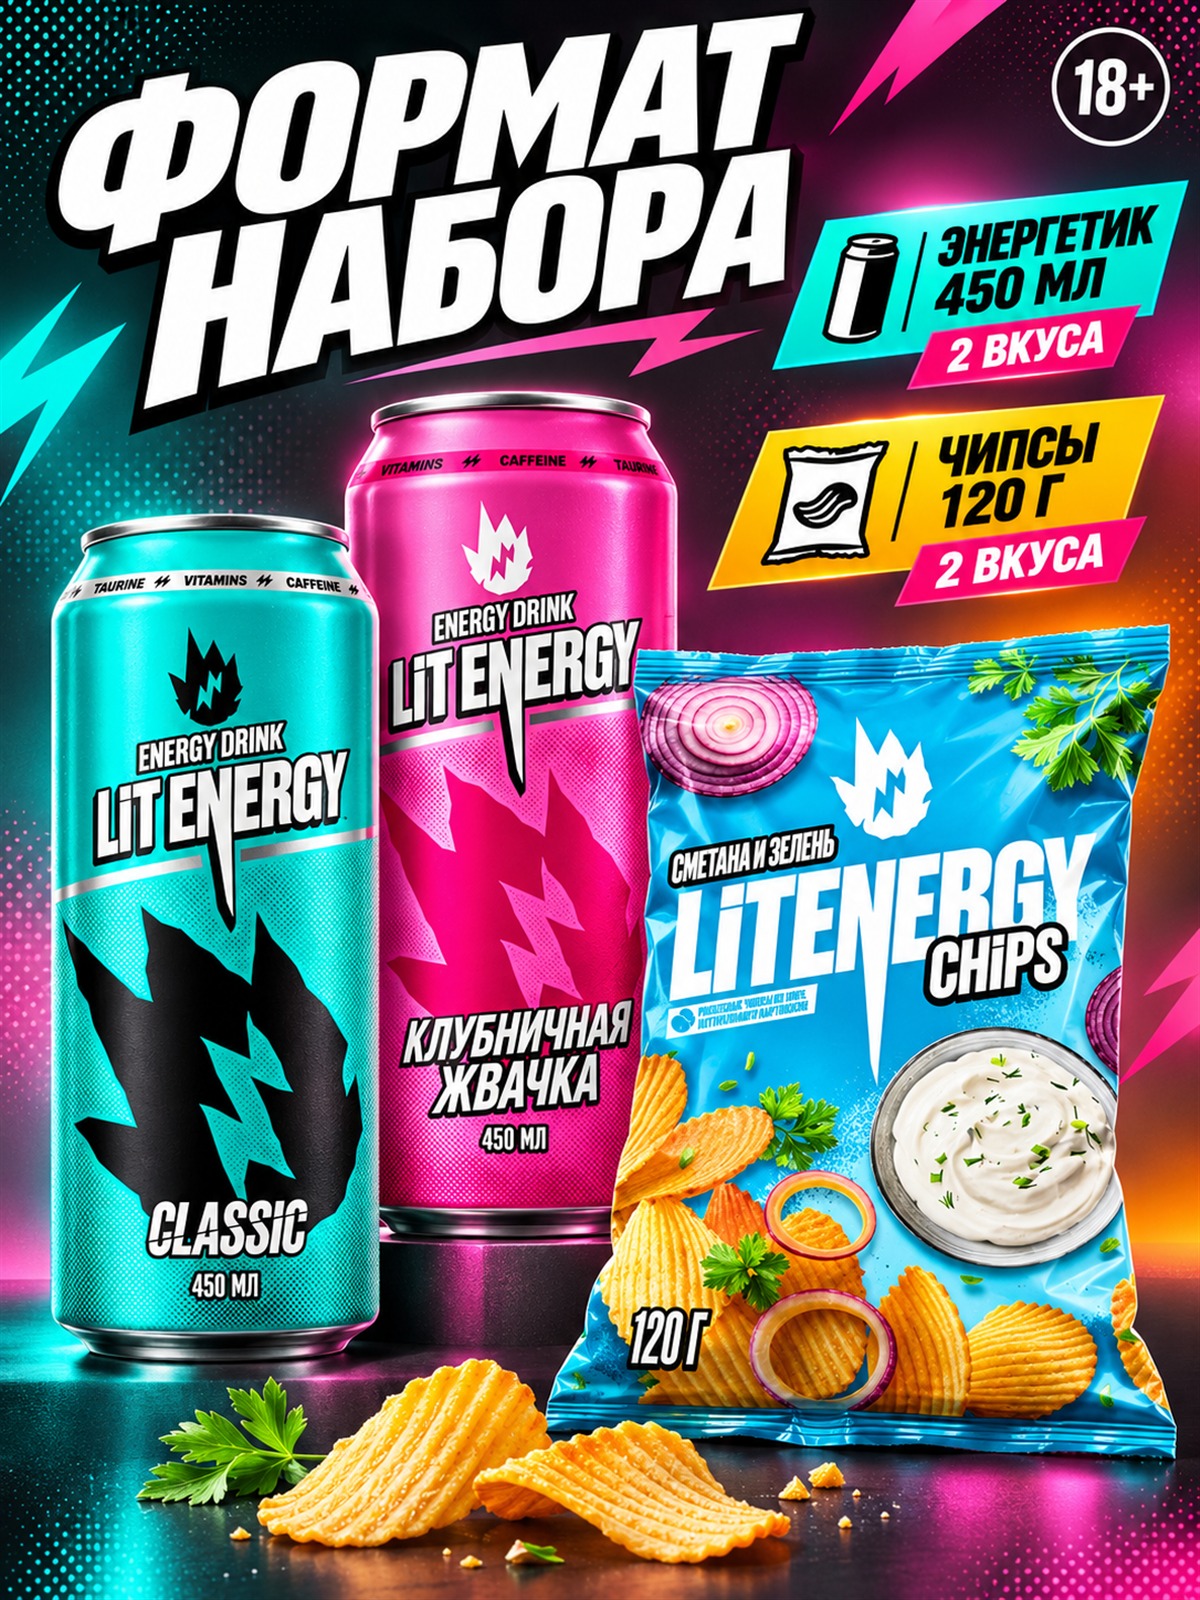 ФОРМАТ
НАБОРА
18+
ЭНЕРГЕТИК
450 МЛ
2 ВКУСА
ЧИПСЫ
120 Г
2 ВКУСА
VITAMINS CAFFEINE TAURINE
ENERGY DRINK
LiT ENERGY
КЛУБНИЧНАЯ
ЖВАЧКА
450 МЛ
TAURINE VITAMINS CAFFEINE
ENERGY DRINK
LiT ENERGY
CLASSIC
450 МЛ
СМЕТАНА И ЗЕЛЕНЬ
LiTENERGY
CHiPS
120 Г